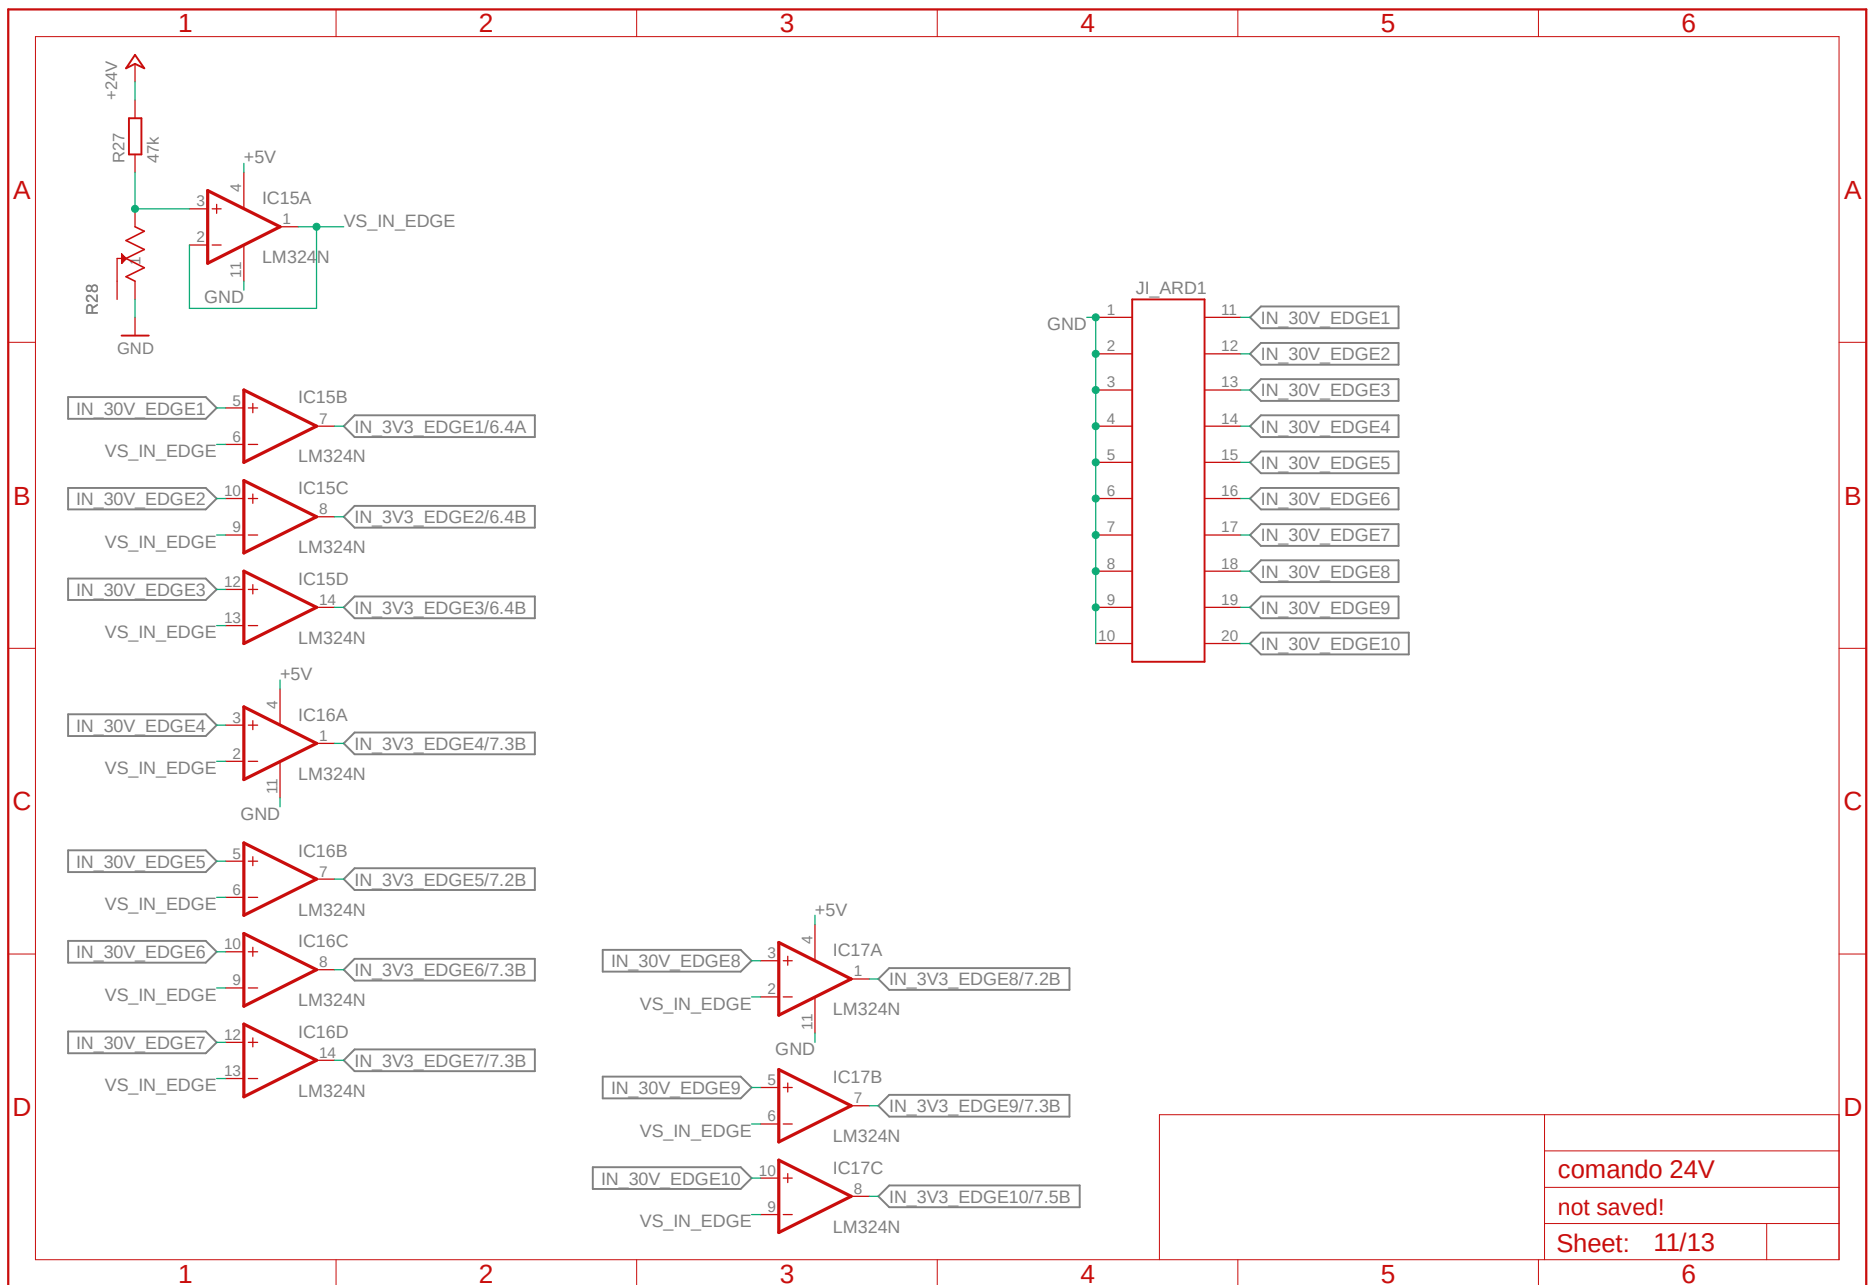 1 2 3 4 5 6
A A
B B
C C
D D
+24V
R27
47k
R28
GND
+5V
4
3
2
1
11
IC15A
LM324N
GND
VS_IN_EDGE
IN_30V_EDGE1
VS_IN_EDGE
5
6
7
IC15B
LM324N
IN_3V3_EDGE1/6.4A
IN_30V_EDGE2
VS_IN_EDGE
10
9
8
IC15C
LM324N
IN_3V3_EDGE2/6.4B
IN_30V_EDGE3
VS_IN_EDGE
12
13
14
IC15D
LM324N
IN_3V3_EDGE3/6.4B
+5V
4
IN_30V_EDGE4
VS_IN_EDGE
3
2
1
11
IC16A
LM324N
GND
IN_3V3_EDGE4/7.3B
IN_30V_EDGE5
VS_IN_EDGE
5
6
7
IC16B
LM324N
IN_3V3_EDGE5/7.2B
IN_30V_EDGE6
VS_IN_EDGE
10
9
8
IC16C
LM324N
IN_3V3_EDGE6/7.3B
IN_30V_EDGE7
VS_IN_EDGE
12
13
14
IC16D
LM324N
IN_3V3_EDGE7/7.3B
+5V
4
IN_30V_EDGE8
VS_IN_EDGE
3
2
1
11
IC17A
LM324N
GND
IN_3V3_EDGE8/7.2B
IN_30V_EDGE9
VS_IN_EDGE
5
6
7
IC17B
LM324N
IN_3V3_EDGE9/7.3B
IN_30V_EDGE10
VS_IN_EDGE
10
9
8
IC17C
LM324N
IN_3V3_EDGE10/7.5B
JI_ARD1
GND 1 11 IN_30V_EDGE1
2 12 IN_30V_EDGE2
3 13 IN_30V_EDGE3
4 14 IN_30V_EDGE4
5 15 IN_30V_EDGE5
6 16 IN_30V_EDGE6
7 17 IN_30V_EDGE7
8 18 IN_30V_EDGE8
9 19 IN_30V_EDGE9
10 20 IN_30V_EDGE10
comando 24V
not saved!
Sheet: 11/13
1 2 3 4 5 6